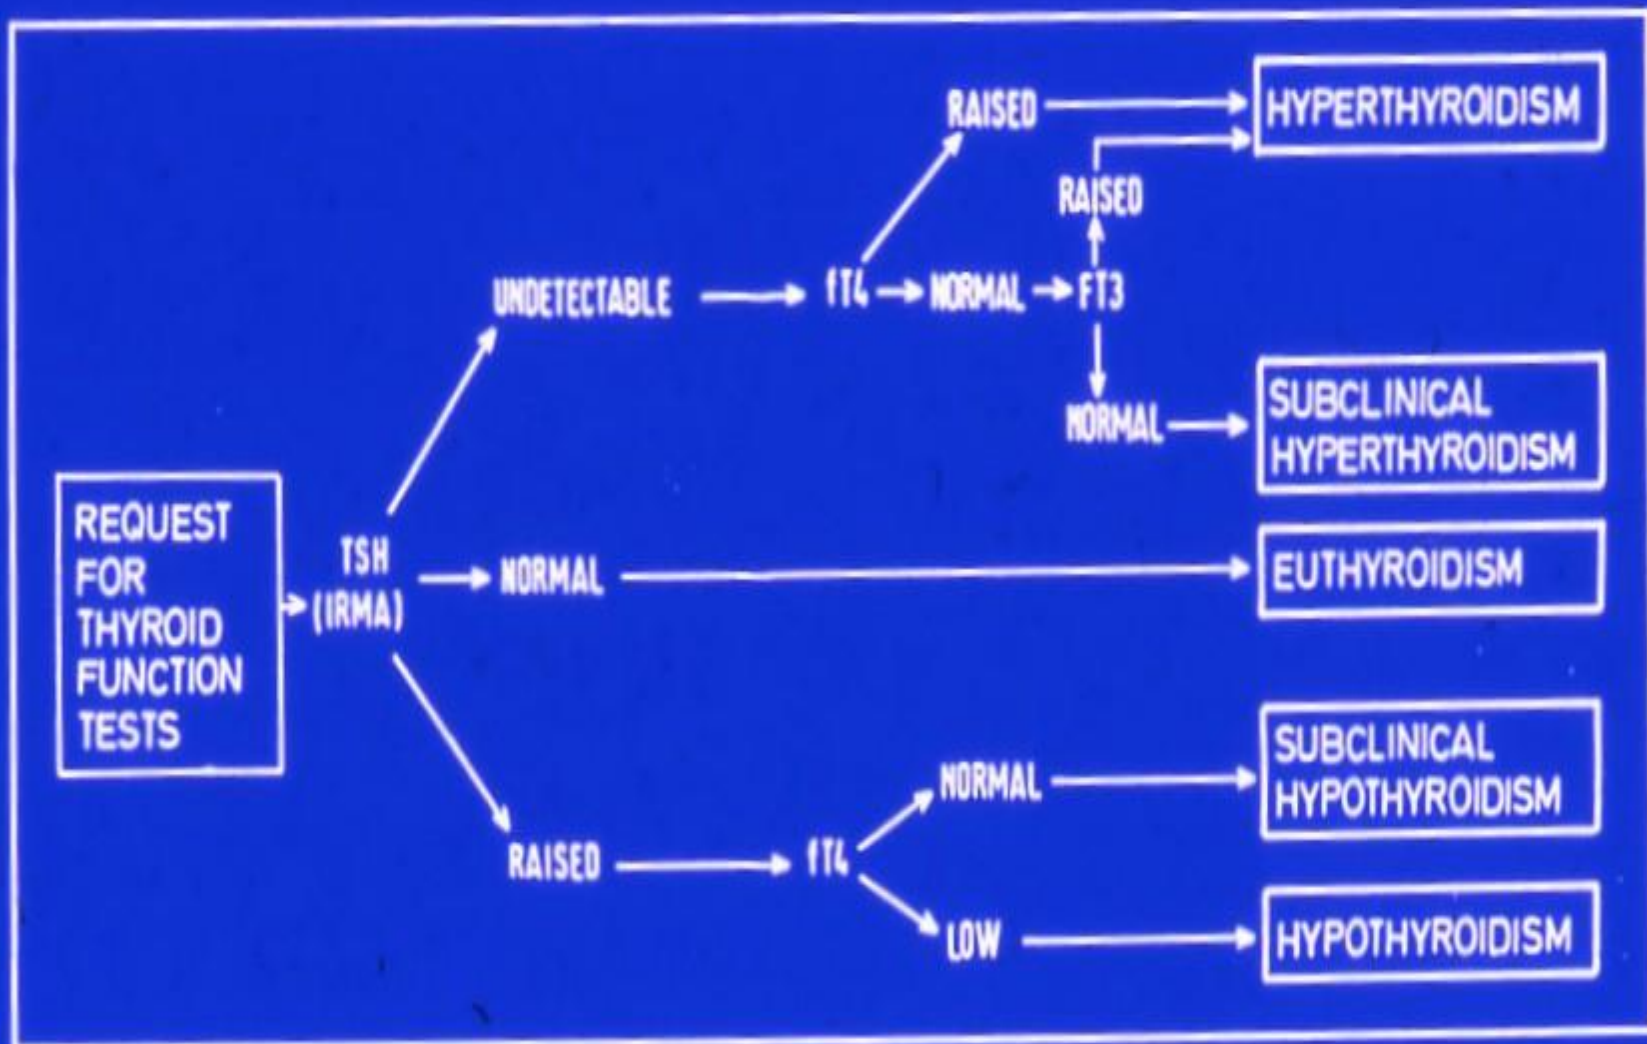 RAISED
HYPERTHYROIDISM
RAISED
UNDETECTABLE
fT4
NORMAL
FT3
NORMAL
SUBCLINICAL
HYPERTHYROIDISM
REQUEST
FOR
THYROID
FUNCTION
TESTS
TSH
(IRMA)
NORMAL
EUTHYROIDISM
RAISED
fT4
NORMAL
SUBCLINICAL
HYPOTHYROIDISM
LOW
HYPOTHYROIDISM